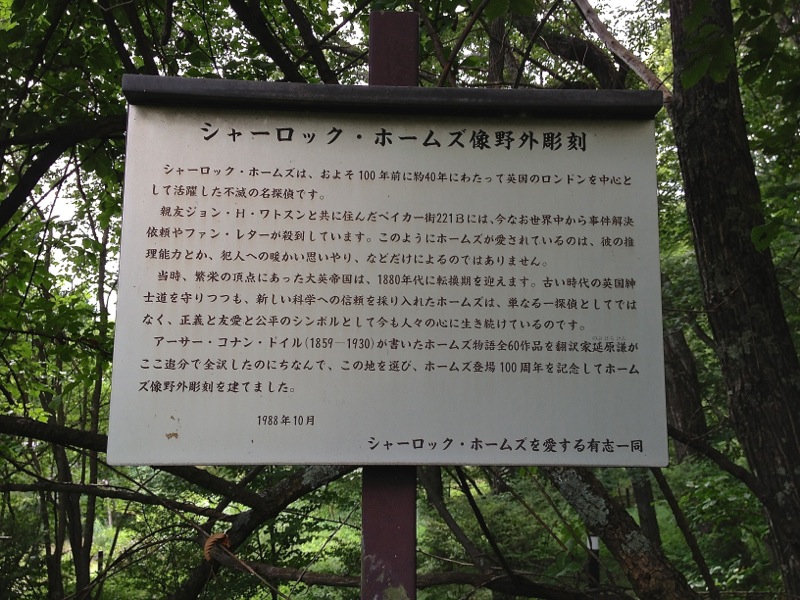 シャーロック・ホームズ像野外彫刻
シャーロック・ホームズは、およそ100年前に約40年にわたって英国のロンドンを中心と
して活躍した不滅の名探偵です。
親友ジョン・H・ワトスンと共に住んだベイカー街221Bには、今なお世界中から事件解決
依頼やファン・レターが殺到しています。このようにホームズが愛されているのは、彼の推
理能力とか、犯人への暖かい思いやり、などだけによるのではありません。
当時、繁栄の頂点にあった大英帝国は、1880年代に転換期を迎えます。古い時代の英国紳
士道を守りつつも、新しい科学への信頼を採り入れたホームズは、単なる一探偵としてでは
なく、正義と友愛と公平のシンボルとして今も人々の心に生き続けているのです。
アーサー・コナン・ドイル(1859―1930)が書いたホームズ物語全60作品を翻訳家延原謙が
ここ追分で全訳したのにちなんで、この地を選び、ホームズ登場100周年を記念してホーム
ズ像野外彫刻を建てました。
1988年10月
シャーロック・ホームズを愛する有志一同